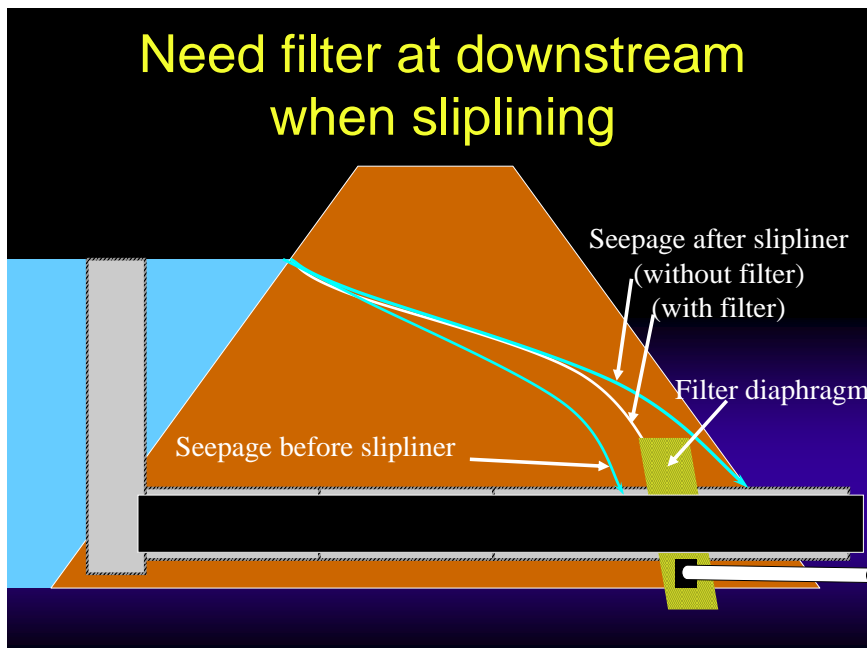 Need filter at downstream
when sliplining
Seepage after slipliner
(without filter)
(with filter)
Filter diaphragm
Seepage before slipliner